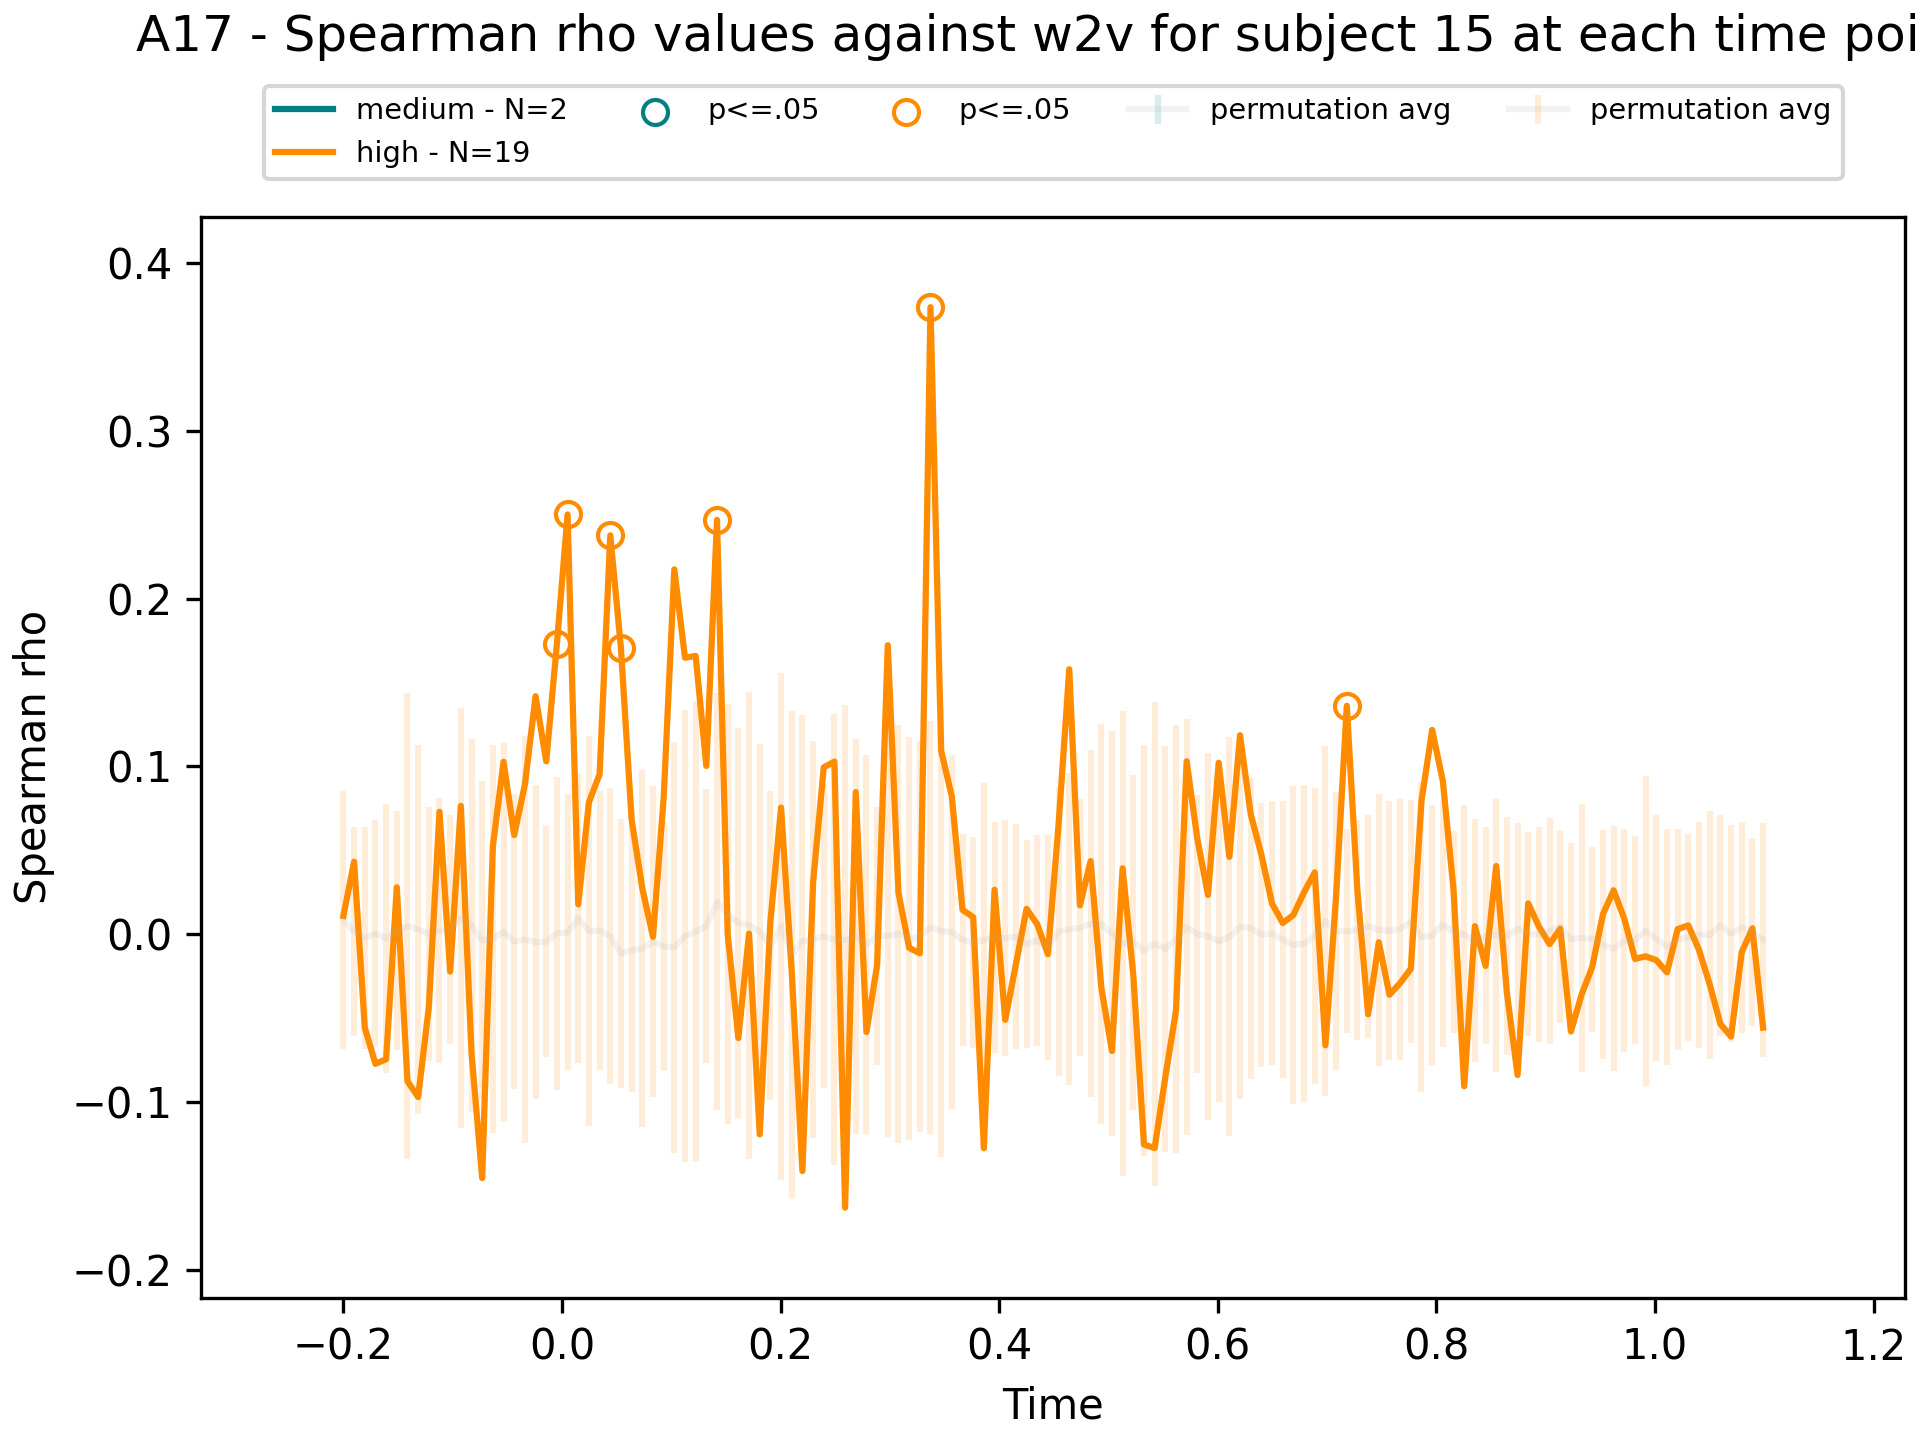 A17 - Spearman rho values against w2v for subject 15 at each time poi
medium - N=2
high - N=19
p<=.05
p<=.05
permutation avg
permutation avg
0.4
0.3
0.2
0.1
0.0
−0.1
−0.2
Spearman rho
−0.2 0.0 0.2 0.4 0.6 0.8 1.0 1.2
Time